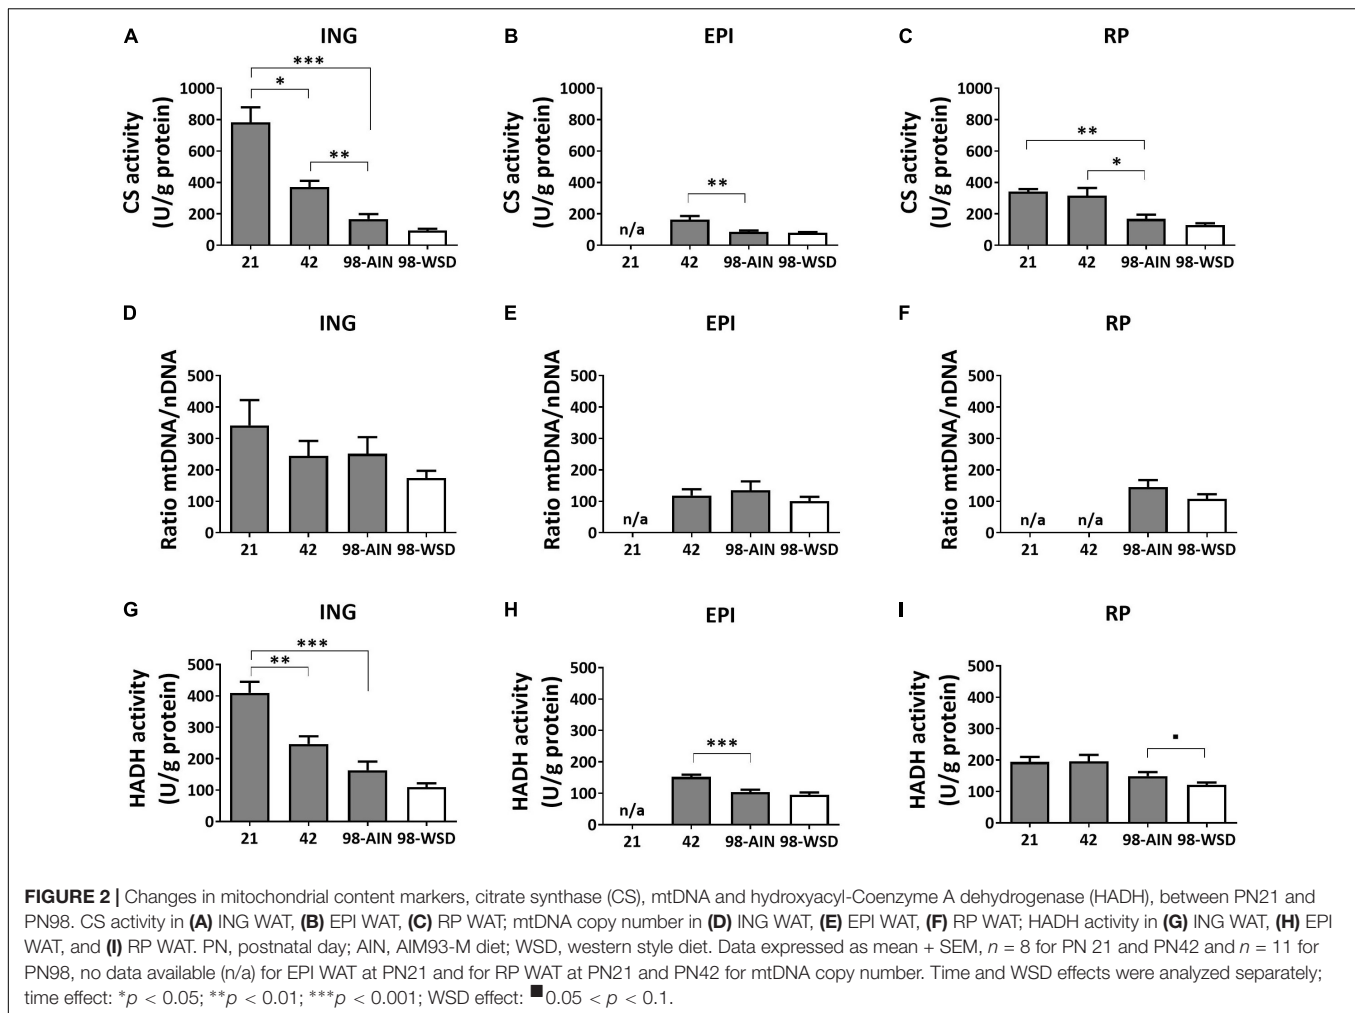 A ING
CS activity
(U/g protein)
1000
800
600
400
200
0
***
*
**
21 42 98-AIN 98-WSD
B EPI
CS activity
(U/g protein)
1000
800
600
400
200
0
**
n/a
21 42 98-AIN 98-WSD
C RP
CS activity
(U/g protein)
1000
800
600
400
200
0
**
*
21 42 98-AIN 98-WSD
D ING
Ratio mtDNA/nDNA
500
400
300
200
100
0
21 42 98-AIN 98-WSD
E EPI
Ratio mtDNA/nDNA
500
400
300
200
100
0
n/a
21 42 98-AIN 98-WSD
F RP
Ratio mtDNA/nDNA
500
400
300
200
100
0
n/a n/a
21 42 98-AIN 98-WSD
G ING
HADH activity
(U/g protein)
500
400
300
200
100
0
***
**
21 42 98-AIN 98-WSD
H EPI
HADH activity
(U/g protein)
500
400
300
200
100
0
***
n/a
21 42 98-AIN 98-WSD
I RP
HADH activity
(U/g protein)
500
400
300
200
100
0
▪
21 42 98-AIN 98-WSD
FIGURE 2 | Changes in mitochondrial content markers, citrate synthase (CS), mtDNA and hydroxyacyl-Coenzyme A dehydrogenase (HADH), between PN21 and
PN98. CS activity in (A) ING WAT, (B) EPI WAT, (C) RP WAT; mtDNA copy number in (D) ING WAT, (E) EPI WAT, (F) RP WAT; HADH activity in (G) ING WAT, (H) EPI
WAT, and (I) RP WAT. PN, postnatal day; AIN, AIM93-M diet; WSD, western style diet. Data expressed as mean + SEM, n = 8 for PN 21 and PN42 and n = 11 for
PN98, no data available (n/a) for EPI WAT at PN21 and for RP WAT at PN21 and PN42 for mtDNA copy number. Time and WSD effects were analyzed separately;
time effect: *p < 0.05; **p < 0.01; ***p < 0.001; WSD effect: ■0.05 < p < 0.1.